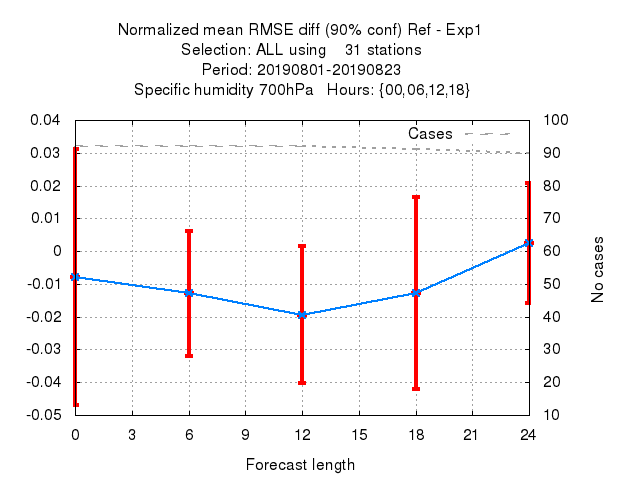 Normalized mean RMSE diff (90% conf) Ref - Exp1
Selection: ALL using    31 stations
Period: 20190801-20190823
Specific humidity 700hPa   Hours: {00,06,12,18}
0.04
0.03
0.02
0.01
0
-0.01
-0.02
-0.03
-0.04
-0.05
Cases
100
90
80
70
60
50
40
30
20
10
No cases
0 3 6 9 12 15 18 21 24
Forecast length